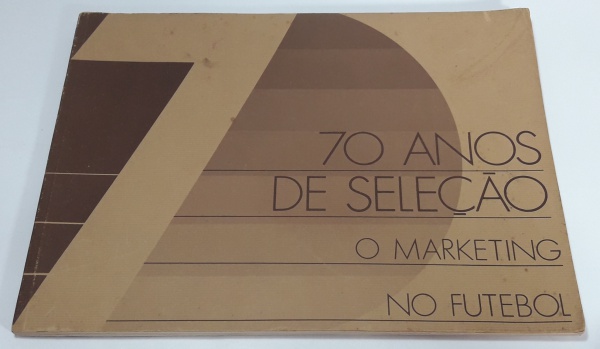 70 ANOS
DE SELEÇÃO
O MARKETING
NO FUTEBOL